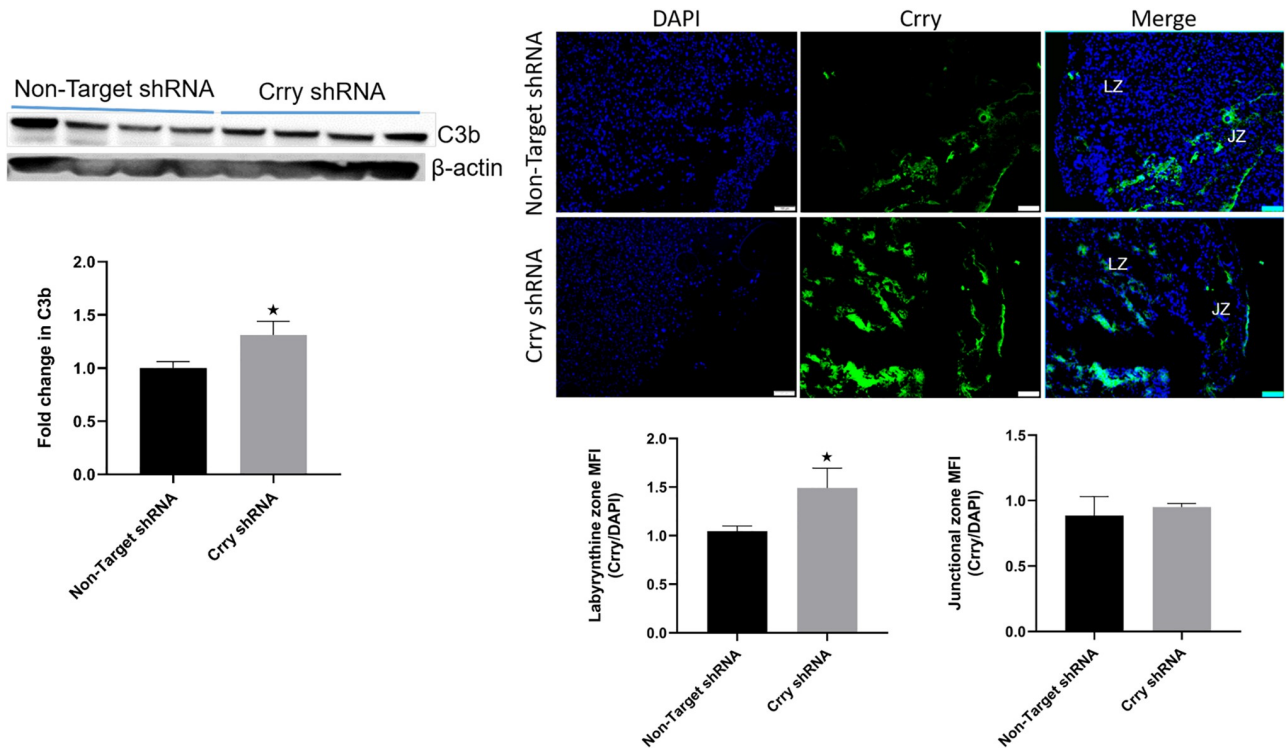 Non-Target shRNA Crry shRNA
C3b
β-actin
Fold change in C3b
2.0
1.5
1.0
0.5
0.0
★
Non-Target shRNA
Crry shRNA
DAPI Crry Merge
Non-Target shRNA
LZ
JZ
Crry shRNA
LZ
JZ
Labyrynthine zone MFI
(Crry/DAPI)
2.0
1.5
1.0
0.5
0.0
★
Non-Target shRNA
Crry shRNA
Junctional zone MFI
(Crry/DAPI)
1.5
1.0
0.5
0.0
Non-Target shRNA
Crry shRNA